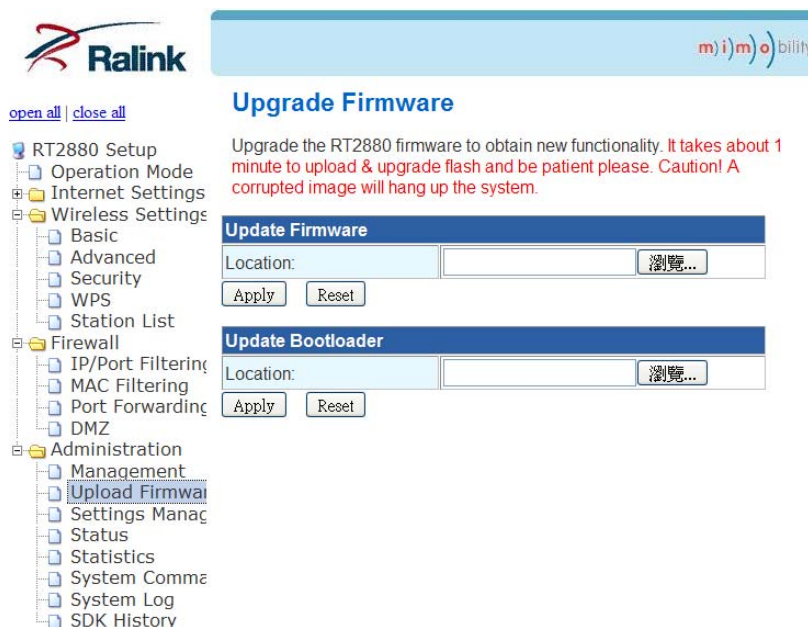 Ralink
m)i)m)o)bility
open all | close all
RT2880 Setup
Operation Mode
Internet Settings
Wireless Settings
Basic
Advanced
Security
WPS
Station List
Firewall
IP/Port Filtering
MAC Filtering
Port Forwarding
DMZ
Administration
Management
Upload Firmwar
Settings Manag
Status
Statistics
System Comma
System Log
SDK History
Upgrade Firmware
Upgrade the RT2880 firmware to obtain new functionality. It takes about 1
minute to upload & upgrade flash and be patient please. Caution! A
corrupted image will hang up the system.
Update Firmware
Location:
瀏覽...
Apply Reset
Update Bootloader
Location:
瀏覽...
Apply Reset